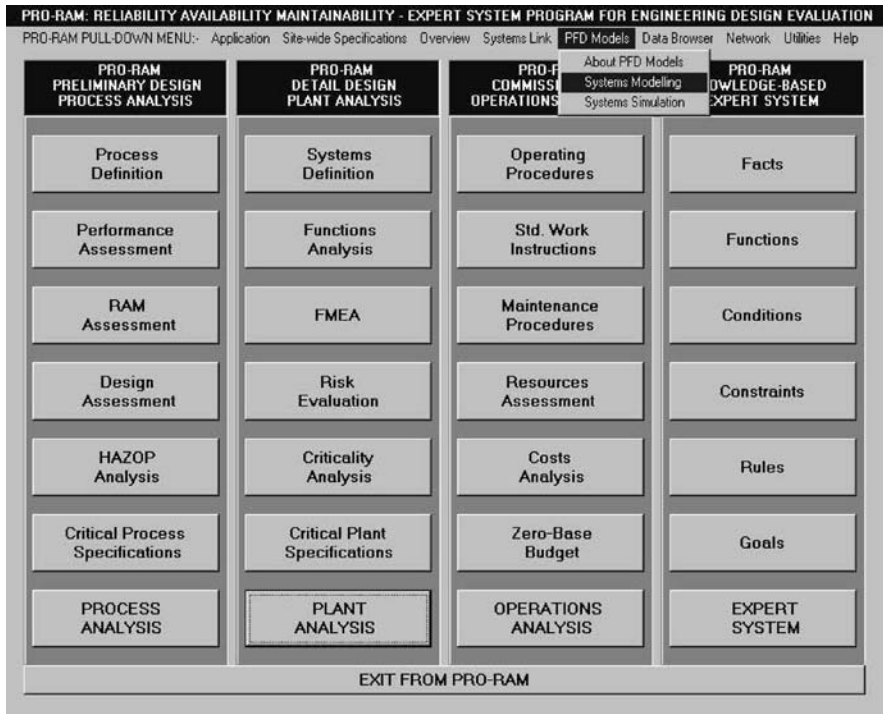 PRO-RAM: RELIABILITY AVAILABILITY MAINTAINABILITY - EXPERT SYSTEM PROGRAM FOR ENGINEERING DESIGN EVALUATION
PRO-RAM PULL-DOWN MENU:- Application Site-wide Specifications Overview Systems Link PFD Models Data Browser Network Utilities Help
About PFD Models
Systems Modelling
Systems Simulation
PRO-RAM
PRELIMINARY DESIGN
PROCESS ANALYSIS
PRO-RAM
DETAIL DESIGN
PLANT ANALYSIS
PRO-F
COMMISSI
OPERATIONS
PRO-RAM
OWLEDGE-BASED
EXPERT SYSTEM
Process
Definition
Systems
Definition
Operating
Procedures
Facts
Performance
Assessment
Functions
Analysis
Std. Work
Instructions
Functions
RAM
Assessment
FMEA
Maintenance
Procedures
Conditions
Design
Assessment
Risk
Evaluation
Resources
Assessment
Constraints
HAZOP
Analysis
Criticality
Analysis
Costs
Analysis
Rules
Critical Process
Specifications
Critical Plant
Specifications
Zero-Base
Budget
Goals
PROCESS
ANALYSIS
PLANT
ANALYSIS
OPERATIONS
ANALYSIS
EXPERT
SYSTEM
EXIT FROM PRO-RAM